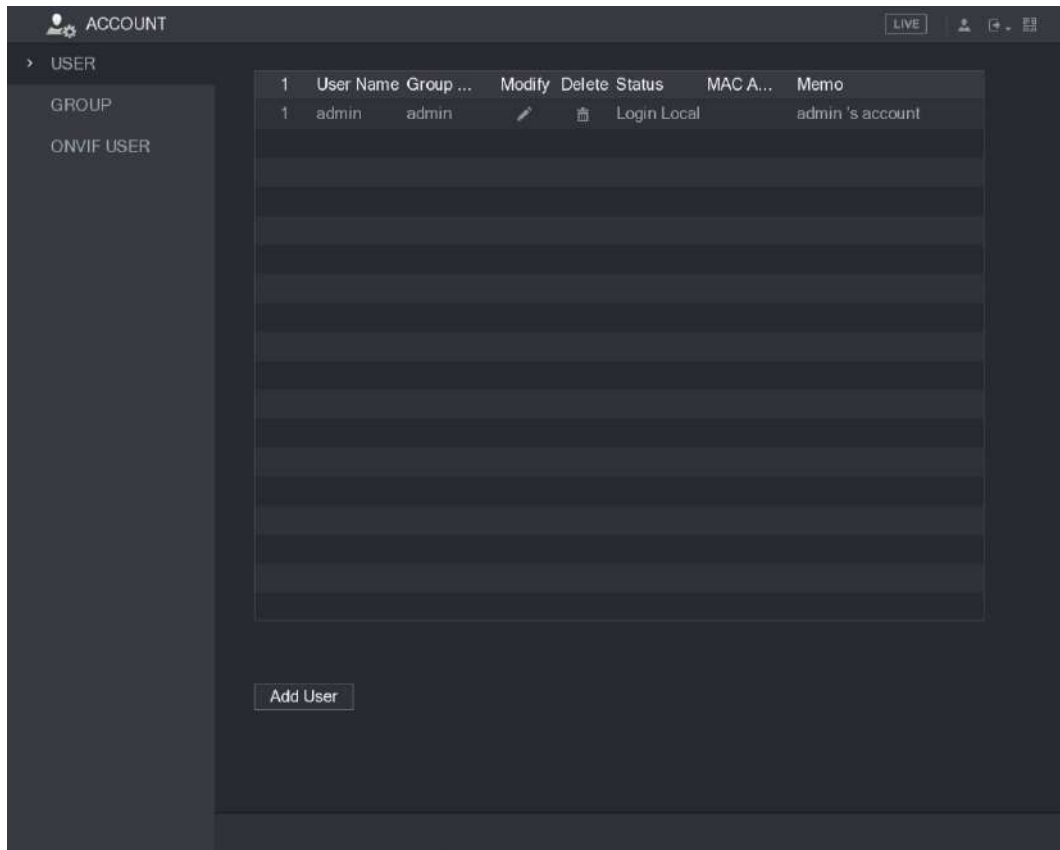 ACCOUNT LIVE
USER
GROUP
ONVIF USER
1 User Name Group ... Modify Delete Status MAC A... Memo
1 admin admin Login Local admin 's account
Add User